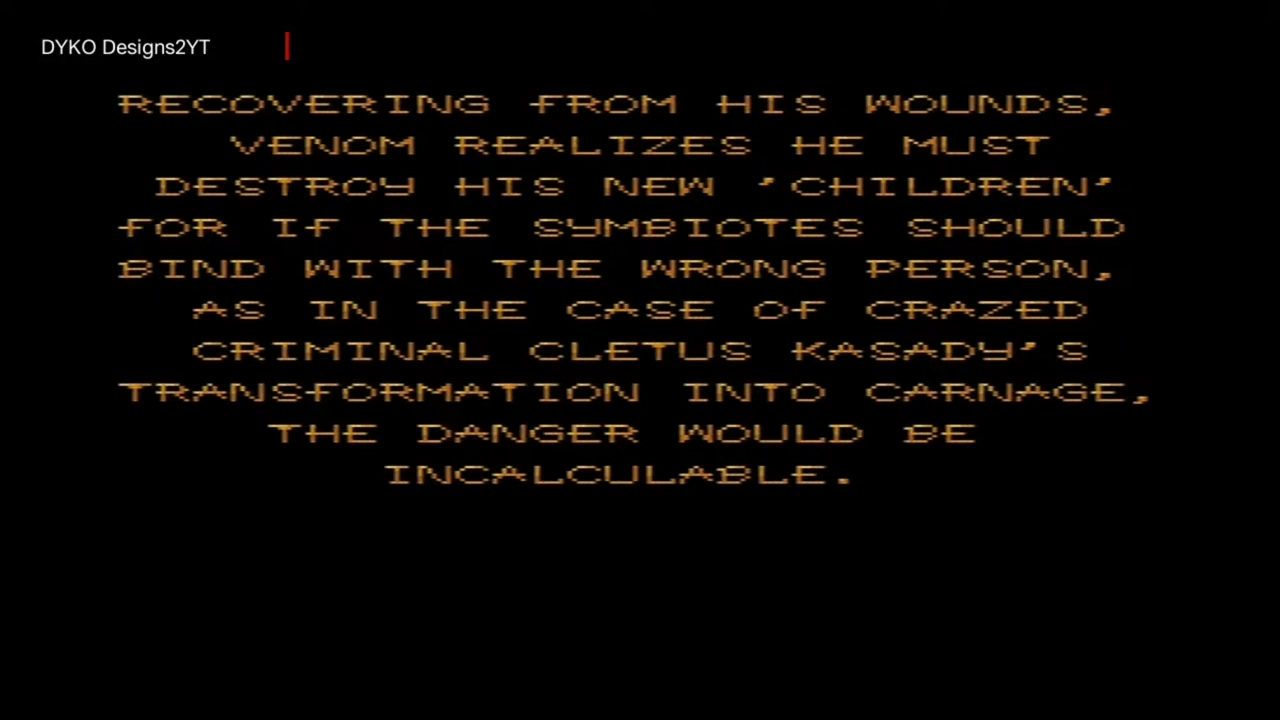 DYKO Designs2YT
RECOVERING FROM HIS WOUNDS,
VENOM REALIZES HE MUST
DESTROY HIS NEW 'CHILDREN'
FOR IF THE SYMBIOTES SHOULD
BIND WITH THE WRONG PERSON,
AS IN THE CASE OF CRAZED
CRIMINAL CLETUS KASADY'S
TRANSFORMATION INTO CARNAGE,
THE DANGER WOULD BE
INCALCULABLE.